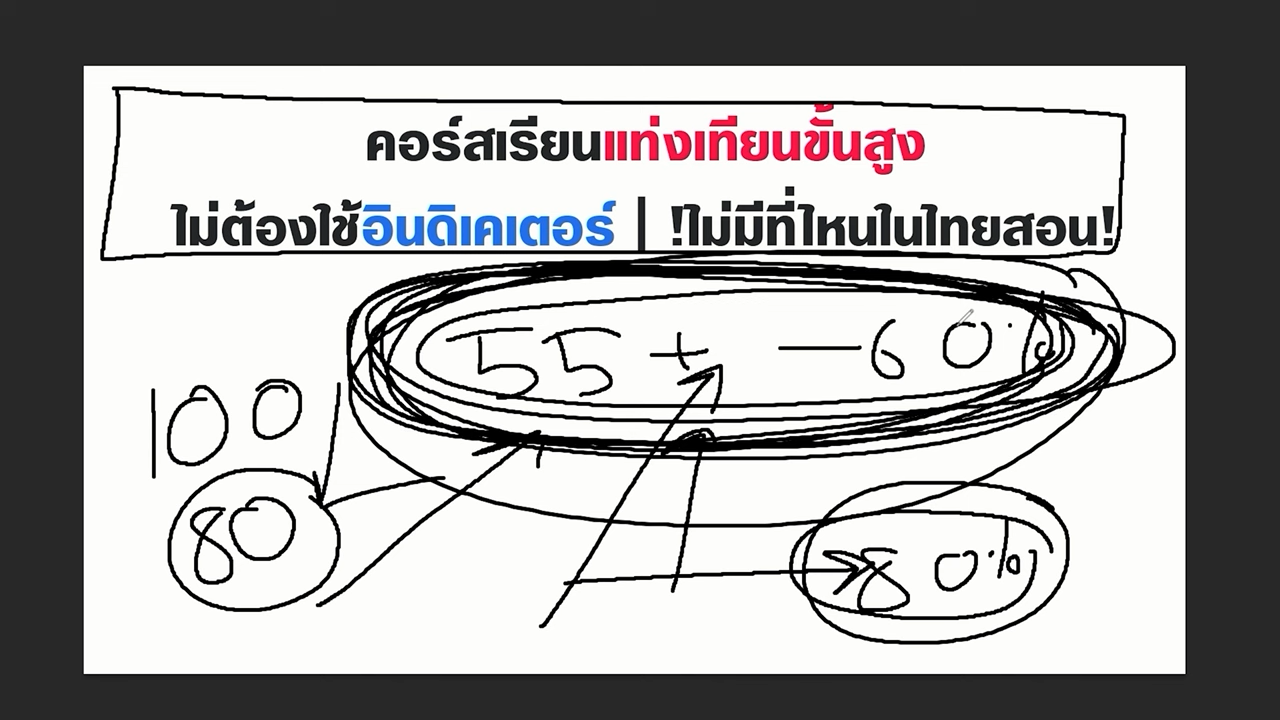 คอร์สเรียนแท่งเทียนขั้นสูง
ไม่ต้องใช้อินดิเคเตอร์ | !ไม่มีที่ไหนในไทยสอน!
55+ —60%
100
80
80%